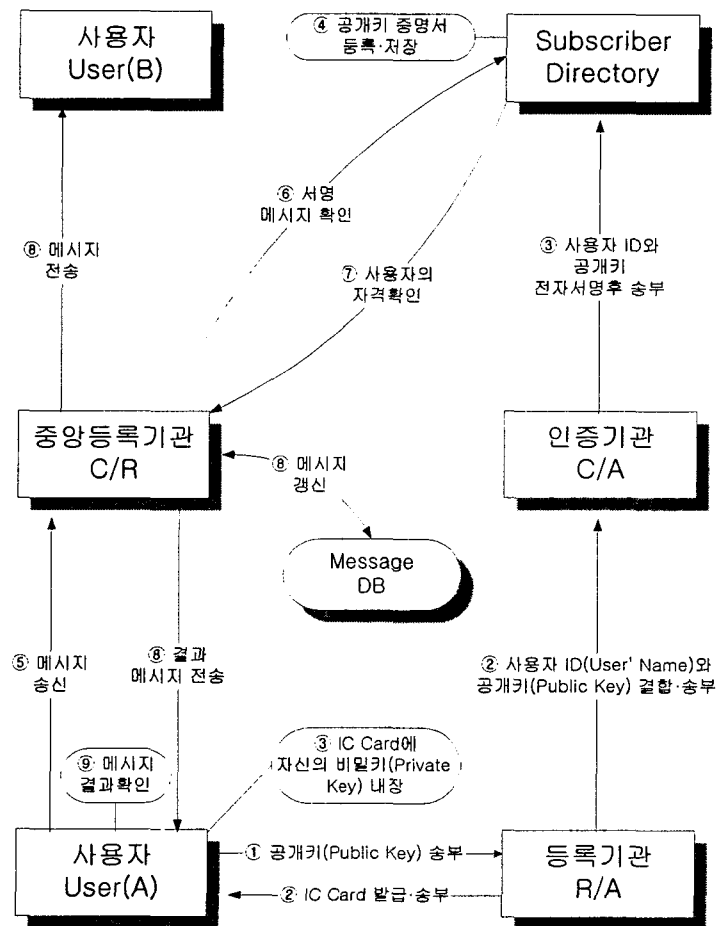 사용자
User(B)
④ 공개키 증명서
등록·저장
Subscriber
Directory
⑥ 서명
메시지 확인
⑧ 메시지
전송
③ 사용자 ID와
공개키
전자서명후 송부
⑦ 사용자의
자격확인
중앙등록기관
C/R
인증기관
C/A
⑧ 메시지
갱신
Message
DB
⑤ 메시지
송신
⑧ 결과
메시지 전송
② 사용자 ID(User' Name)와
공개키(Public Key) 결합·송부
③ IC Card에
자신의 비밀키(Private
Key) 내장
⑨ 메시지
결과확인
사용자
User(A)
① 공개키(Public Key) 송부
② IC Card 발급·송부
등록기관
R/A